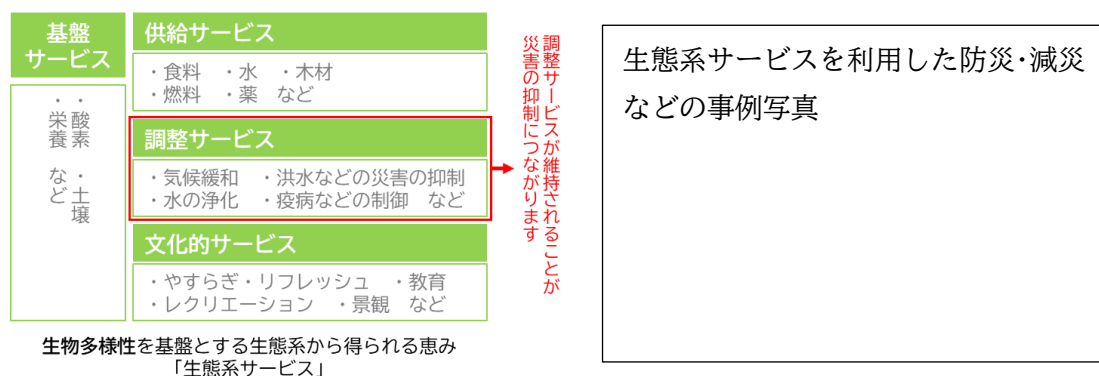 基盤
サービス
・酸素 ・土壌
・栄養 など
供給サービス
・食料 ・水 ・木材
・燃料 ・薬 など
調整サービス
・気候緩和 ・洪水などの災害の抑制
・水の浄化 ・疫病などの制御 など
文化的サービス
・やすらぎ・リフレッシュ ・教育
・レクリエーション ・景観 など
調整サービスが維持されることが
災害の抑制につながります
生物多様性を基盤とする生態系から得られる恵み
「生態系サービス」
生態系サービスを利用した防災・減災
などの事例写真